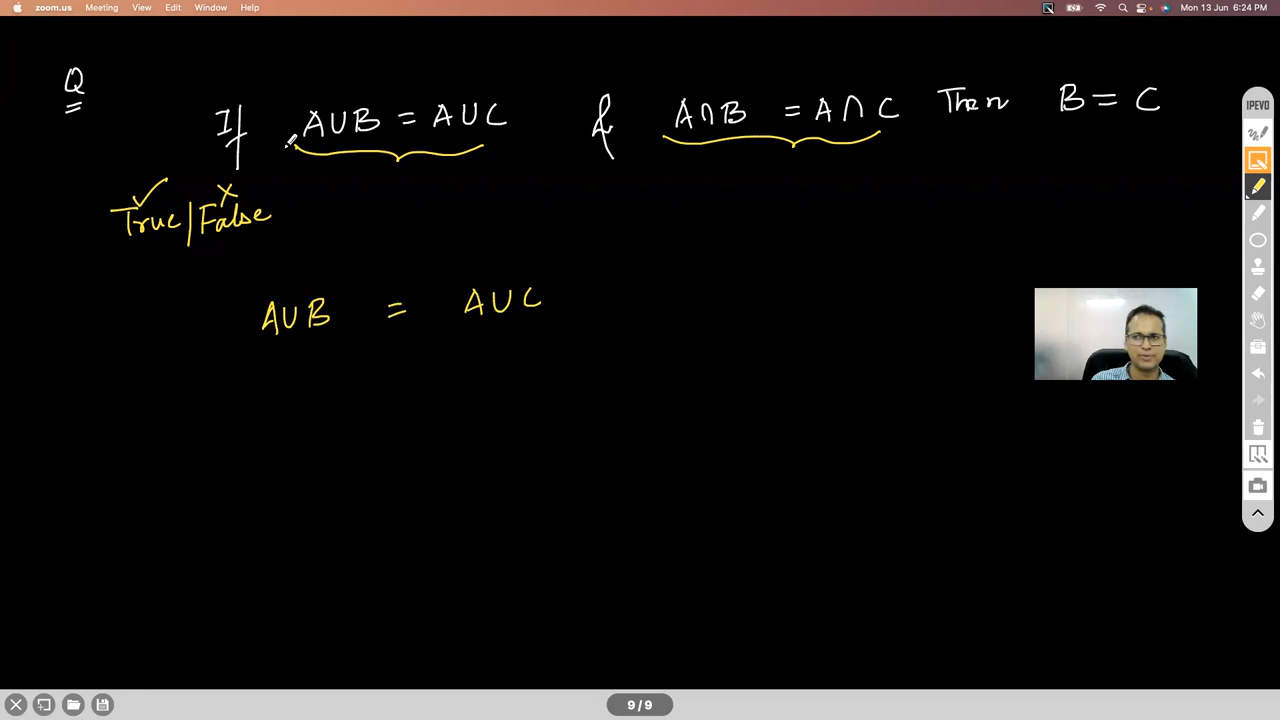 zoom.us Meeting View Edit Window Help Mon 13 Jun 6:24 PM
Q
If A∪B = A∪C & A∩B = A∩C Then B = C
True/False
A∪B = A∪C
IPEVO
9/9